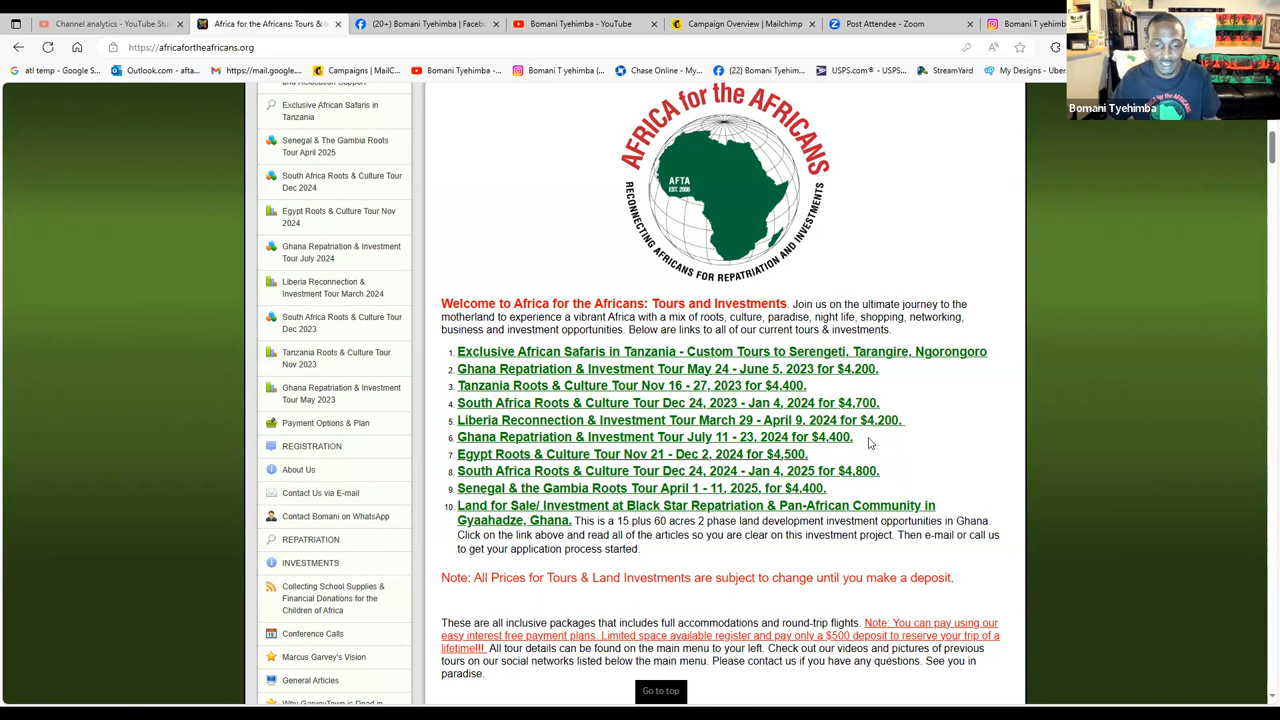 Channel analytics - YouTube Stu
Africa for the Africans: Tours & I
(20+) Bomani Tyehimba | Faceb
Bomani Tyehimba - YouTube
Campaign Overview | Mailchimp
Post Attendee - Zoom
Bomani T yehimb
https://africafortheafricans.org
atl temp - Google S...
Outlook.com - afta...
https://mail.google...
Campaigns | MailC...
Bomani Tyehimba -...
Bomani T yehimba (...
Chase Online - My...
(22) Bomani Tyehim...
USPS.com® - USPS...
StreamYard
My Designs - Uber
Bomani Tyehimba
and Relocation Support
Exclusive African Safaris in
Tanzania
Senegal & The Gambia Roots
Tour April 2025
South Africa Roots & Culture Tour
Dec 2024
Egypt Roots & Culture Tour Nov
2024
Ghana Repatriation & Investment
Tour July 2024
Liberia Reconnection &
Investment Tour March 2024
South Africa Roots & Culture Tour
Dec 2023
Tanzania Roots & Culture Tour
Nov 2023
Ghana Repatriation & Investment
Tour May 2023
Payment Options & Plan
REGISTRATION
About Us
Contact Us via E-mail
Contact Bomani on WhatsApp
REPATRIATION
INVESTMENTS
Collecting School Supplies &
Financial Donations for the
Children of Africa
Conference Calls
Marcus Garvey's Vision
General Articles
Why GarveyTown is Dead in
AFRICA for the AFRICANS
AFTA
EST. 2006
RECONNECTING AFRICANS FOR REPATRIATION AND INVESTMENTS
Welcome to Africa for the Africans: Tours and Investments. Join us on the ultimate journey to the
motherland to experience a vibrant Africa with a mix of roots, culture, paradise, night life, shopping, networking,
business and investment opportunities. Below are links to all of our current tours & investments.
1. Exclusive African Safaris in Tanzania - Custom Tours to Serengeti, Tarangire, Ngorongoro
2. Ghana Repatriation & Investment Tour May 24 - June 5, 2023 for $4,200.
3. Tanzania Roots & Culture Tour Nov 16 - 27, 2023 for $4,400.
4. South Africa Roots & Culture Tour Dec 24, 2023 - Jan 4, 2024 for $4,700.
5. Liberia Reconnection & Investment Tour March 29 - April 9, 2024 for $4,200.
6. Ghana Repatriation & Investment Tour July 11 - 23, 2024 for $4,400.
7. Egypt Roots & Culture Tour Nov 21 - Dec 2, 2024 for $4,500.
8. South Africa Roots & Culture Tour Dec 24, 2024 - Jan 4, 2025 for $4,800.
9. Senegal & the Gambia Roots Tour April 1 - 11, 2025, for $4,400.
10. Land for Sale/ Investment at Black Star Repatriation & Pan-African Community in
Gyaahadze, Ghana. This is a 15 plus 60 acres 2 phase land development investment opportunities in Ghana.
Click on the link above and read all of the articles so you are clear on this investment project. Then e-mail or call us
to get your application process started.
Note: All Prices for Tours & Land Investments are subject to change until you make a deposit.
These are all inclusive packages that includes full accommodations and round-trip flights. Note: You can pay using our
easy interest free payment plans. Limited space available register and pay only a $500 deposit to reserve your trip of a
lifetime!!! All tour details can be found on the main menu to your left. Check out our videos and pictures of previous
tours on our social networks listed below the main menu. Please contact us if you have any questions. See you in
paradise.
Go to top